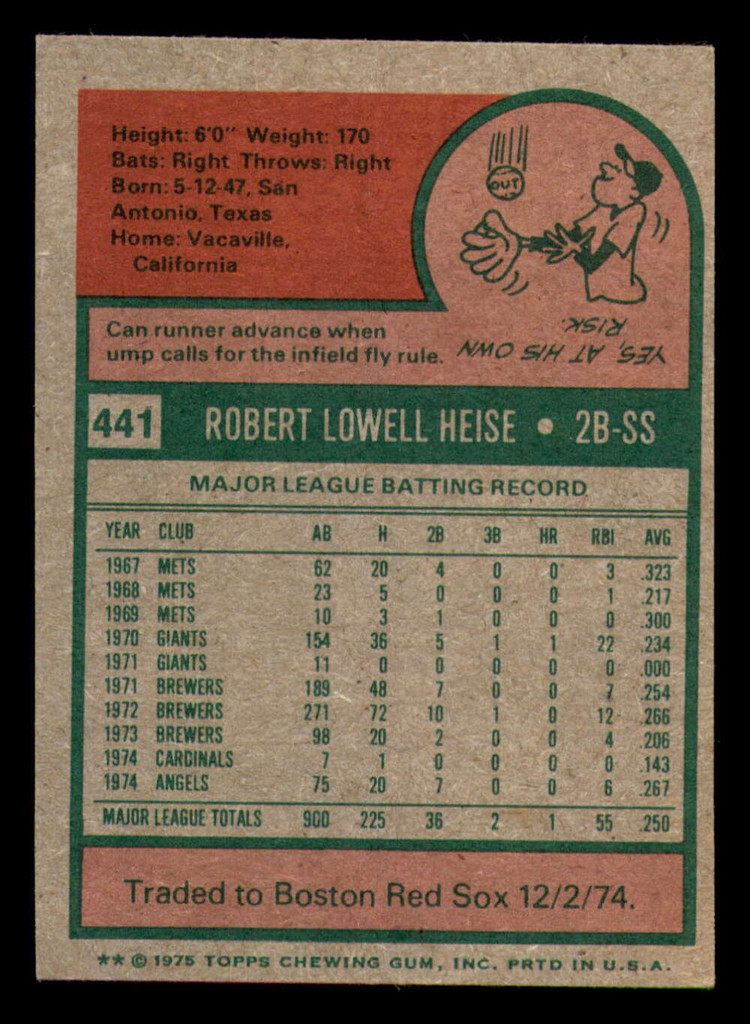 Height: 6'0" Weight: 170
Bats: Right Throws: Right
Born: 5-12-47, San
Antonio, Texas
Home: Vacaville,
California
OUT
Can runner advance when
ump calls for the infield fly rule.
YES, AT HIS OWN
RISK.
441 ROBERT LOWELL HEISE • 2B-SS
MAJOR LEAGUE BATTING RECORD
YEAR CLUB AB H 2B 3B HR RBI AVG
1967 METS 62 20 4 0 0 3 .323
1968 METS 23 5 0 0 0 1 .217
1969 METS 10 3 1 0 0 0 .300
1970 GIANTS 154 36 5 1 1 22 .234
1971 GIANTS 11 0 0 0 0 0 .000
1971 BREWERS 189 48 7 0 0 7 .254
1972 BREWERS 271 72 10 1 0 12 .266
1973 BREWERS 98 20 2 0 0 4 .206
1974 CARDINALS 7 1 0 0 0 0 .143
1974 ANGELS 75 20 7 0 0 6 .267
MAJOR LEAGUE TOTALS 900 225 36 2 1 55 .250
Traded to Boston Red Sox 12/2/74.
** © 1975 TOPPS CHEWING GUM, INC. PRTD IN U.S.A.